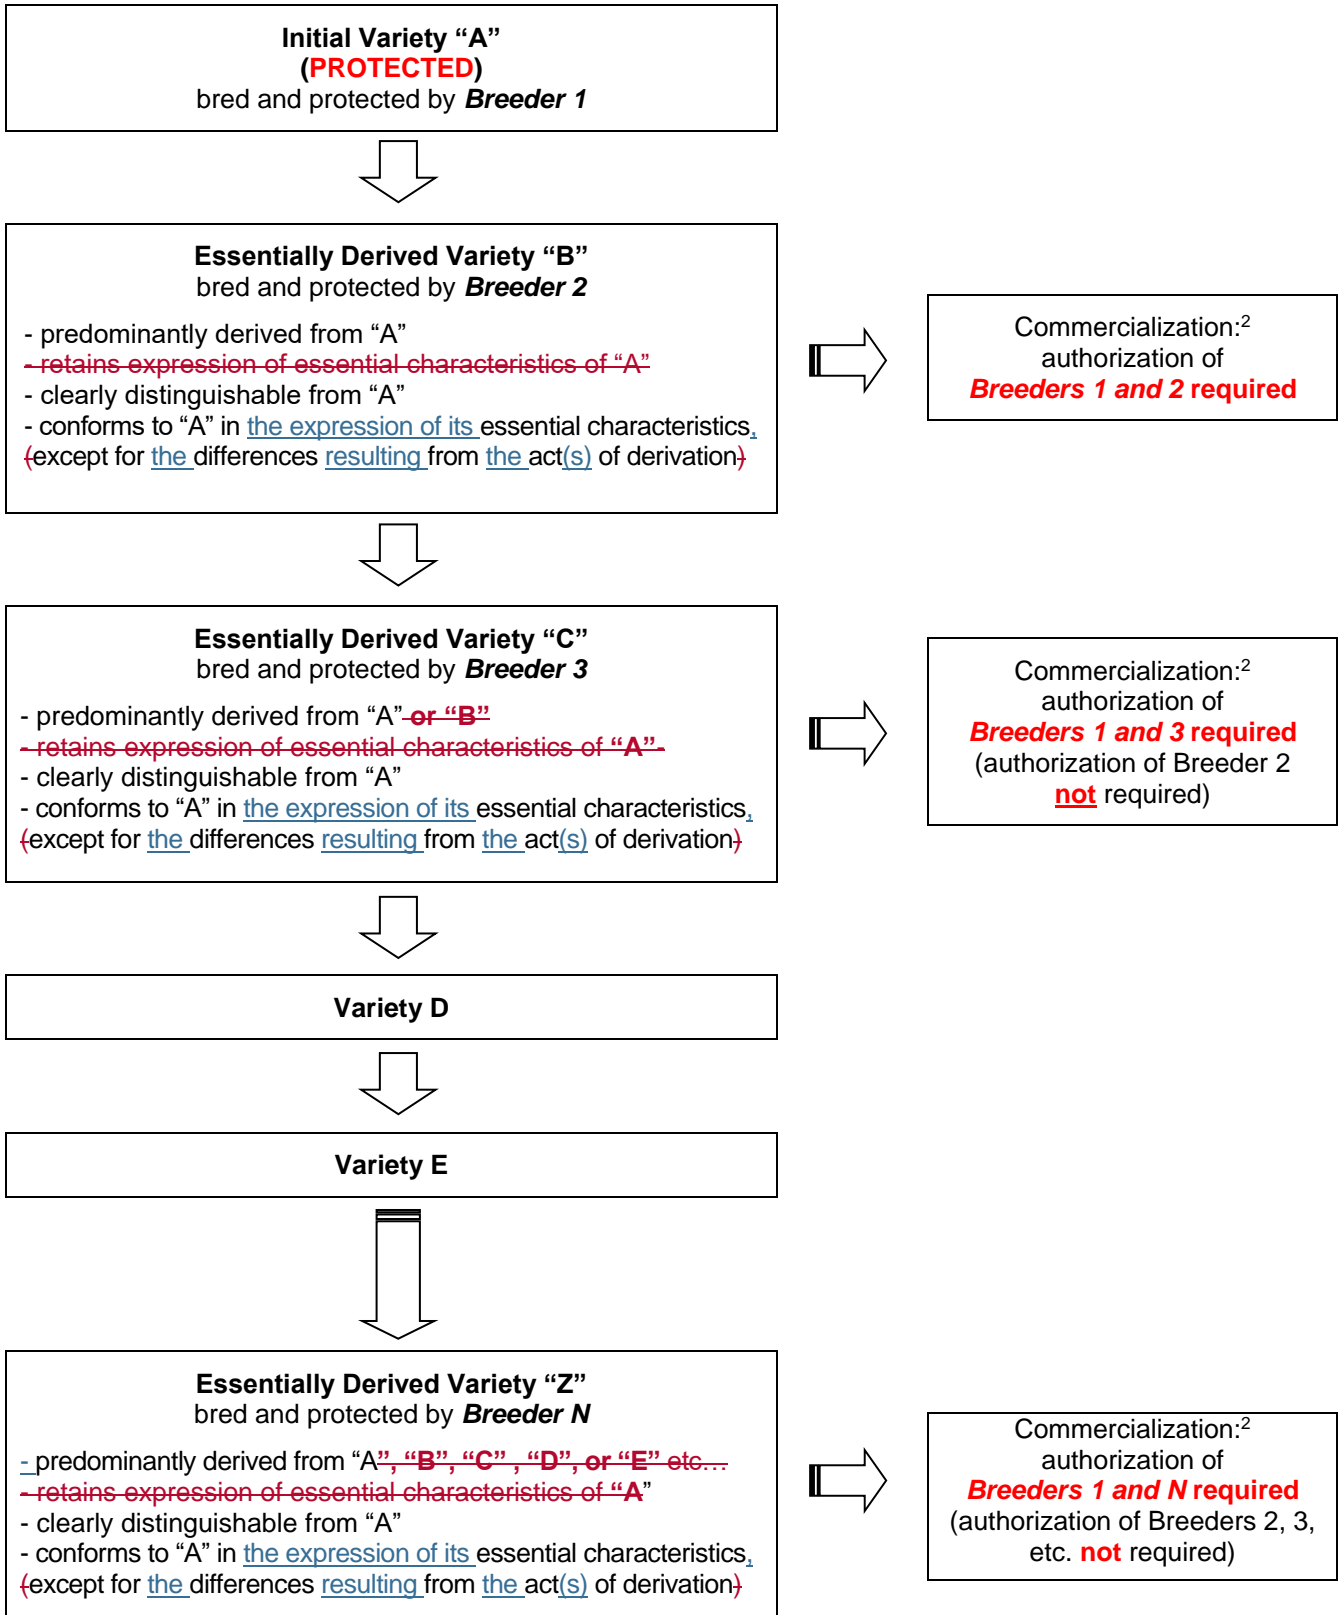 Initial Variety “A”
(PROTECTED)
bred and protected by Breeder 1
Essentially Derived Variety “B”
bred and protected by Breeder 2
- predominantly derived from “A”
- retains expression of essential characteristics of “A”
- clearly distinguishable from “A”
- conforms to “A” in the expression of its essential characteristics,
(except for the differences resulting from the act(s) of derivation)
Commercialization:2
authorization of
Breeders 1 and 2 required
Essentially Derived Variety “C”
bred and protected by Breeder 3
- predominantly derived from “A” or “B”
- retains expression of essential characteristics of “A”
- clearly distinguishable from “A”
- conforms to “A” in the expression of its essential characteristics,
(except for the differences resulting from the act(s) of derivation)
Commercialization:2
authorization of
Breeders 1 and 3 required
(authorization of Breeder 2
not required)
Variety D
Variety E
Essentially Derived Variety “Z”
bred and protected by Breeder N
- predominantly derived from “A”, “B”, “C” , “D”, or “E” etc…
- retains expression of essential characteristics of “A”
- clearly distinguishable from “A”
- conforms to “A” in the expression of its essential characteristics,
(except for the differences resulting from the act(s) of derivation)
Commercialization:2
authorization of
Breeders 1 and N required
(authorization of Breeders 2, 3,
etc. not required)